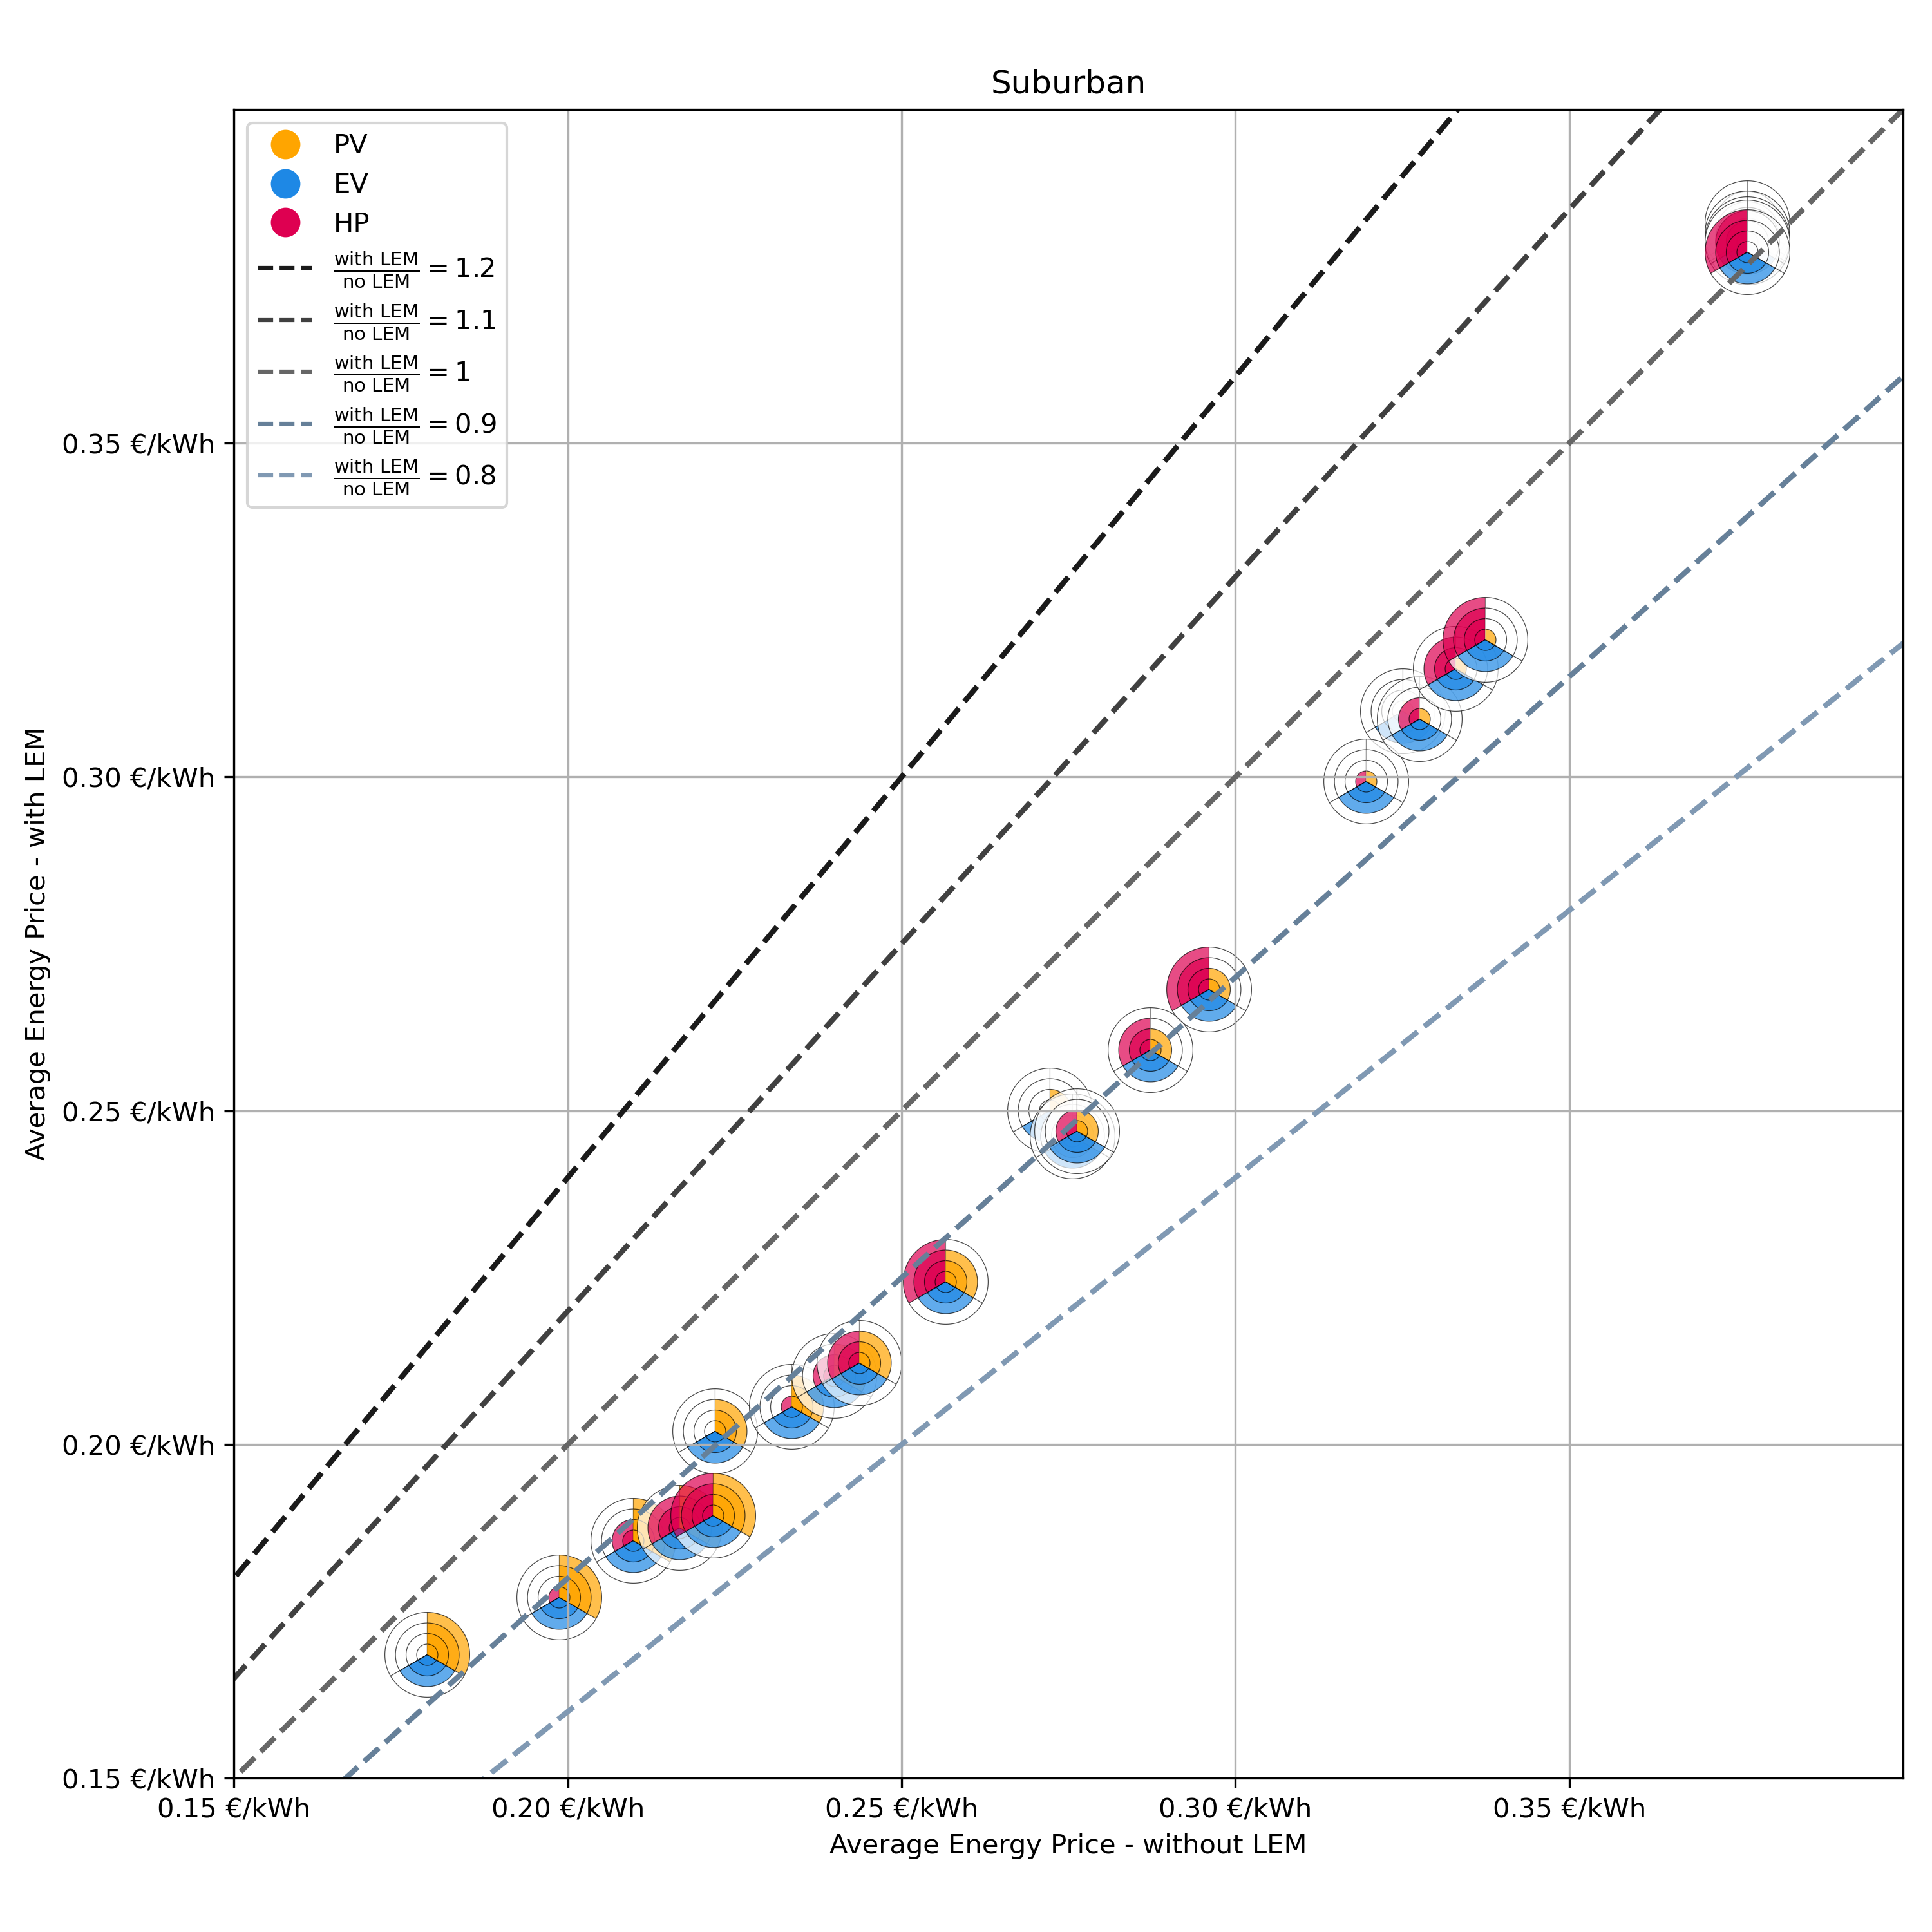 Suburban
PV
EV
HP
with LEM / no LEM = 1.2
with LEM / no LEM = 1.1
with LEM / no LEM = 1
with LEM / no LEM = 0.9
with LEM / no LEM = 0.8
Average Energy Price - with LEM
0.35 €/kWh
0.30 €/kWh
0.25 €/kWh
0.20 €/kWh
0.15 €/kWh
0.15 €/kWh 0.20 €/kWh 0.25 €/kWh 0.30 €/kWh 0.35 €/kWh
Average Energy Price - without LEM